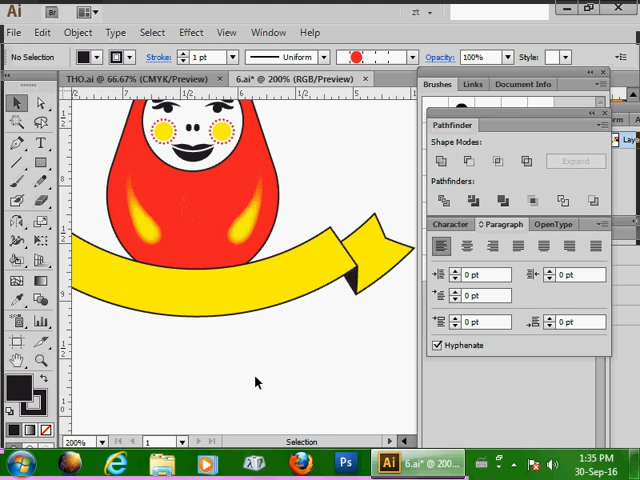 Ai Br zt
File Edit Object Type Select Effect View Window Help
No Selection Stroke: 1 pt Uniform Opacity: 100% Style:
THO.ai @ 66.67% (CMYK/Preview) × 6.ai* @ 200% (RGB/Preview) ×
Brushes Links Document Info
Pathfinder
Shape Modes:
Expand
Pathfinders:
Character Paragraph OpenType
0 pt 0 pt
0 pt
0 pt 0 pt
Hyphenate
200% 1 Selection
Ps Ai 6.ai* @ 200...
1:35 PM
30-Sep-16